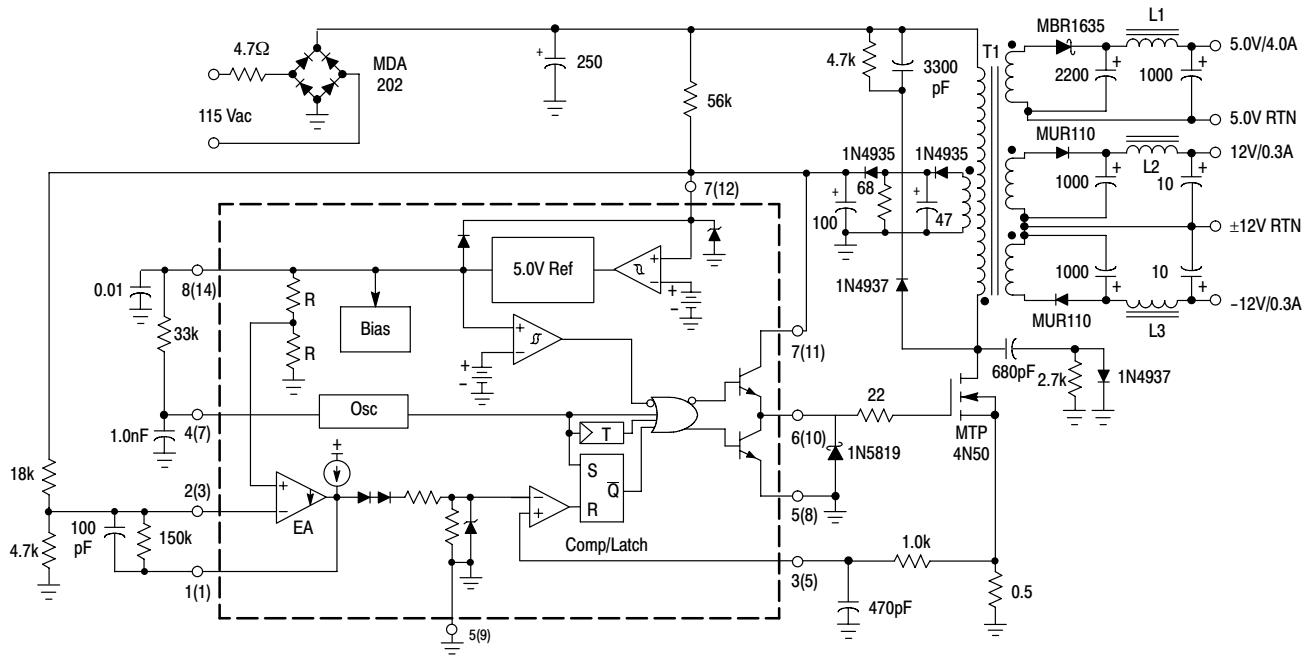 4.7Ω
MDA
202
115 Vac
+
250
56k
4.7k
3300
pF
T1
MBR1635
L1
5.0V/4.0A
+
2200
+
1000
5.0V RTN
MUR110
12V/0.3A
L2
+
1000
+
10
±12V RTN
1000
+
10
+
MUR110
L3
−12V/0.3A
1N4935
1N4935
68
+
100
+
47
1N4937
680pF
2.7k
1N4937
7(12)
0.01
8(14)
33k
R
R
Bias
5.0V Ref
+
−
+
−
+
−
+
−
7(11)
1.0nF
4(7)
Osc
T
S
R
Q
6(10)
22
1N5819
MTP
4N50
5(8)
18k
4.7k
2(3)
100
pF
150k
1(1)
+
+
−
EA
−
+
Comp/Latch
5(9)
3(5)
1.0k
470pF
0.5